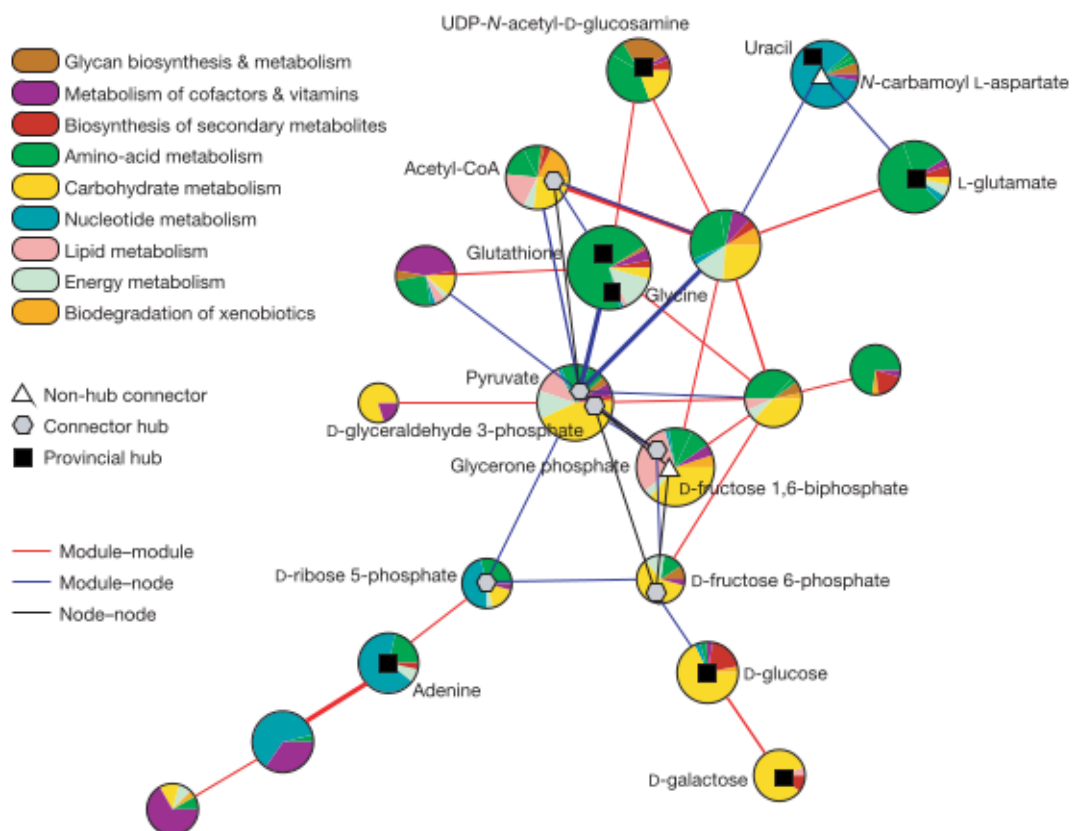 UDP-N-acetyl-D-glucosamine
Uracil
N-carbamoyl L-aspartate
Glycan biosynthesis & metabolism
Metabolism of cofactors & vitamins
Biosynthesis of secondary metabolites
Amino-acid metabolism
Carbohydrate metabolism
Nucleotide metabolism
Lipid metabolism
Energy metabolism
Biodegradation of xenobiotics
Acetyl-CoA
L-glutamate
Glutathione
Glycine
Non-hub connector
Connector hub
Provincial hub
Pyruvate
D-glyceraldehyde 3-phosphate
Glycerone phosphate
D-fructose 1,6-biphosphate
Module–module
Module–node
Node–node
D-ribose 5-phosphate
D-fructose 6-phosphate
Adenine
D-glucose
D-galactose